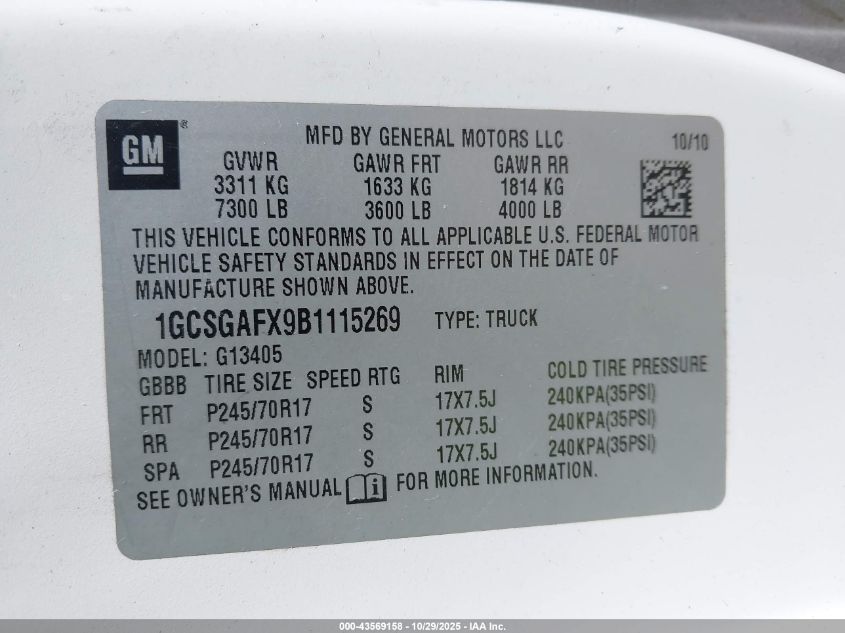 GM®
MFD BY GENERAL MOTORS LLC 10/10
GVWR GAWR FRT GAWR RR
3311 KG 1633 KG 1814 KG
7300 LB 3600 LB 4000 LB
THIS VEHICLE CONFORMS TO ALL APPLICABLE U.S. FEDERAL MOTOR
VEHICLE SAFETY STANDARDS IN EFFECT ON THE DATE OF
MANUFACTURE SHOWN ABOVE.
1GCSGAFX9B1115269 TYPE: TRUCK
MODEL: G13405
GBBB TIRE SIZE SPEED RTG RIM COLD TIRE PRESSURE
FRT P245/70R17 S 17X7.5J 240KPA(35PSI)
RR P245/70R17 S 17X7.5J 240KPA(35PSI)
SPA P245/70R17 S 17X7.5J 240KPA(35PSI)
SEE OWNER'S MANUAL i FOR MORE INFORMATION.
000-43569158 - 10/29/2025 - IAA Inc.